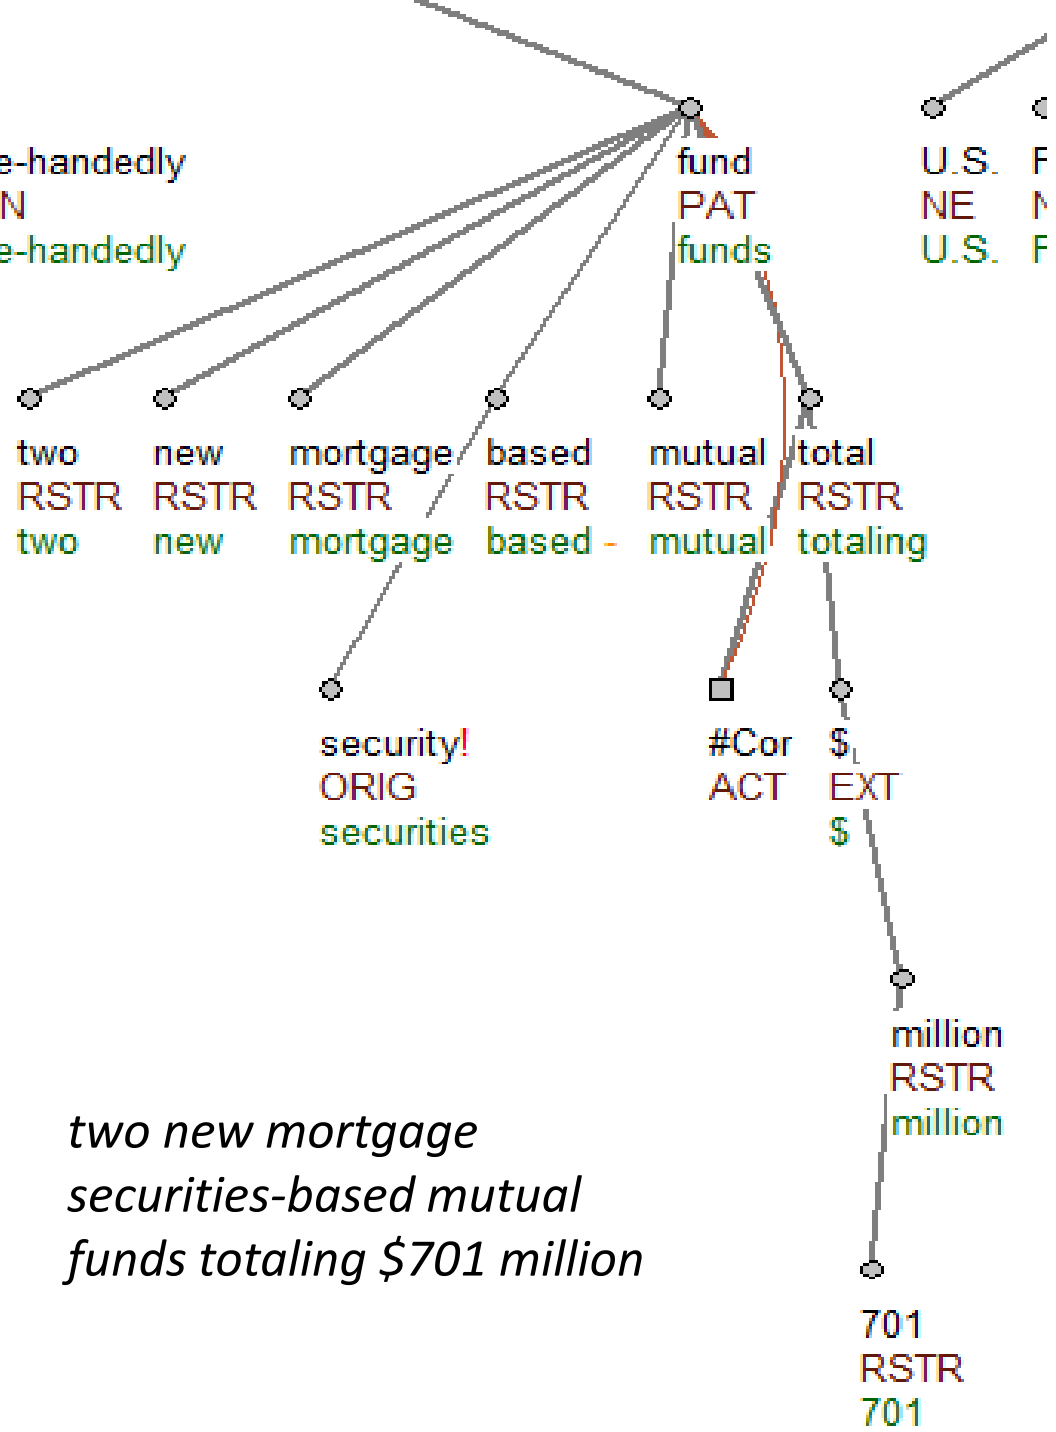 fund
U.S.
F
e-handedly
PAT
NE
N
N
funds
U.S.
F
e-handedly
two
new
mortgage
based
mutual
total
RSTR
RSTR
RSTR
RSTR
RSTR
RSTR
two
new
mortgage
based -
mutual
totaling
security!
#Cor
$
ORIG
ACT
EXT
securities
$
million
RSTR
million
two new mortgage
securities-based mutual
funds totaling $701 million
701
RSTR
701